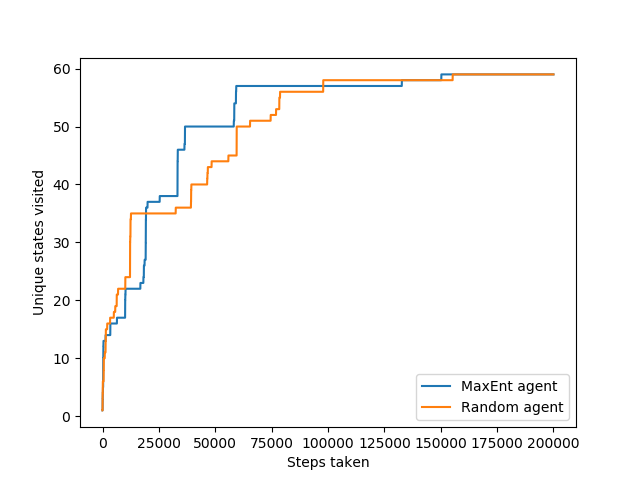 Unique states visited
60
50
40
30
20
10
0
MaxEnt agent
Random agent
0 25000 50000 75000 100000 125000 150000 175000 200000
Steps taken